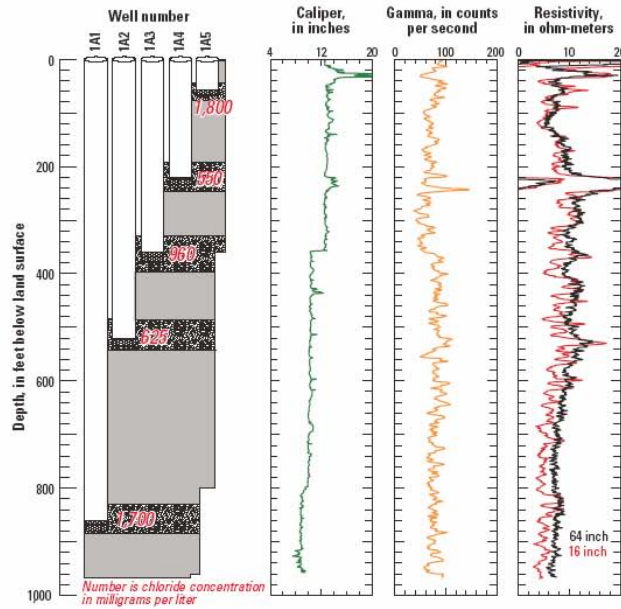 Well number
1A1
1A2
1A3
1A4
1A5
Caliper,
in inches
4
12
20
Gamma, in counts
per second
0
100
200
Resistivity,
in ohm-meters
0
10
20
Depth, in feet below land surface
0
200
400
600
800
1000
1,800
550
960
625
1,700
64 inch
16 inch
Number is chloride concentration
in milligrams per liter